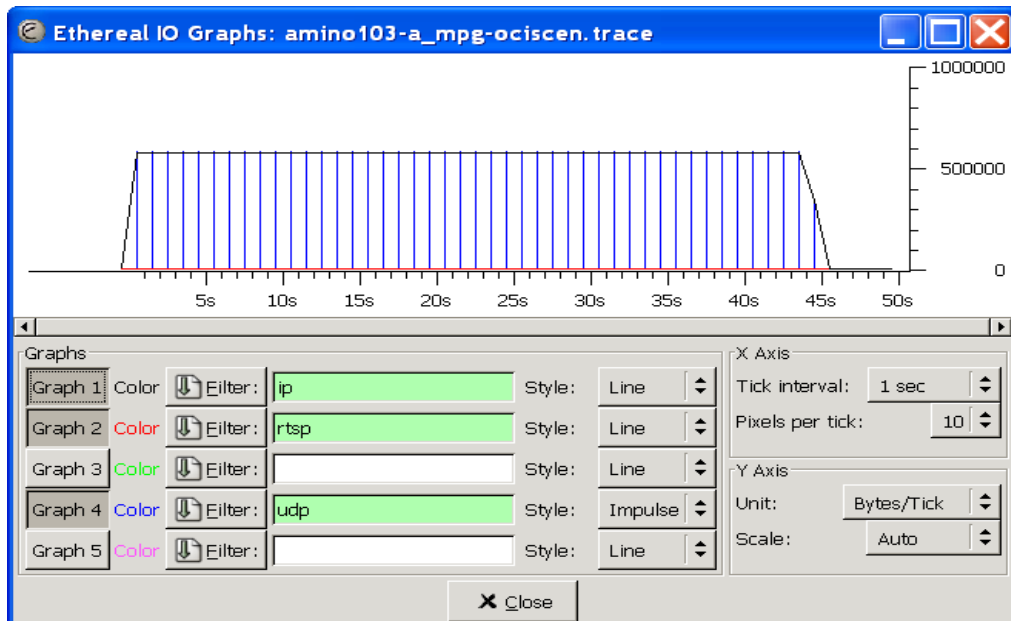 Ethereal IO Graphs: amino103-a_mpg-ociscen.trace
1000000
500000
0
5s 10s 15s 20s 25s 30s 35s 40s 45s 50s
Graphs
Graph 1 Color Filter: ip Style: Line
Graph 2 Color Filter: rtsp Style: Line
Graph 3 Color Filter: Style: Line
Graph 4 Color Filter: udp Style: Impulse
Graph 5 Color Filter: Style: Line
X Axis
Tick interval: 1 sec
Pixels per tick: 10
Y Axis
Unit: Bytes/Tick
Scale: Auto
Close